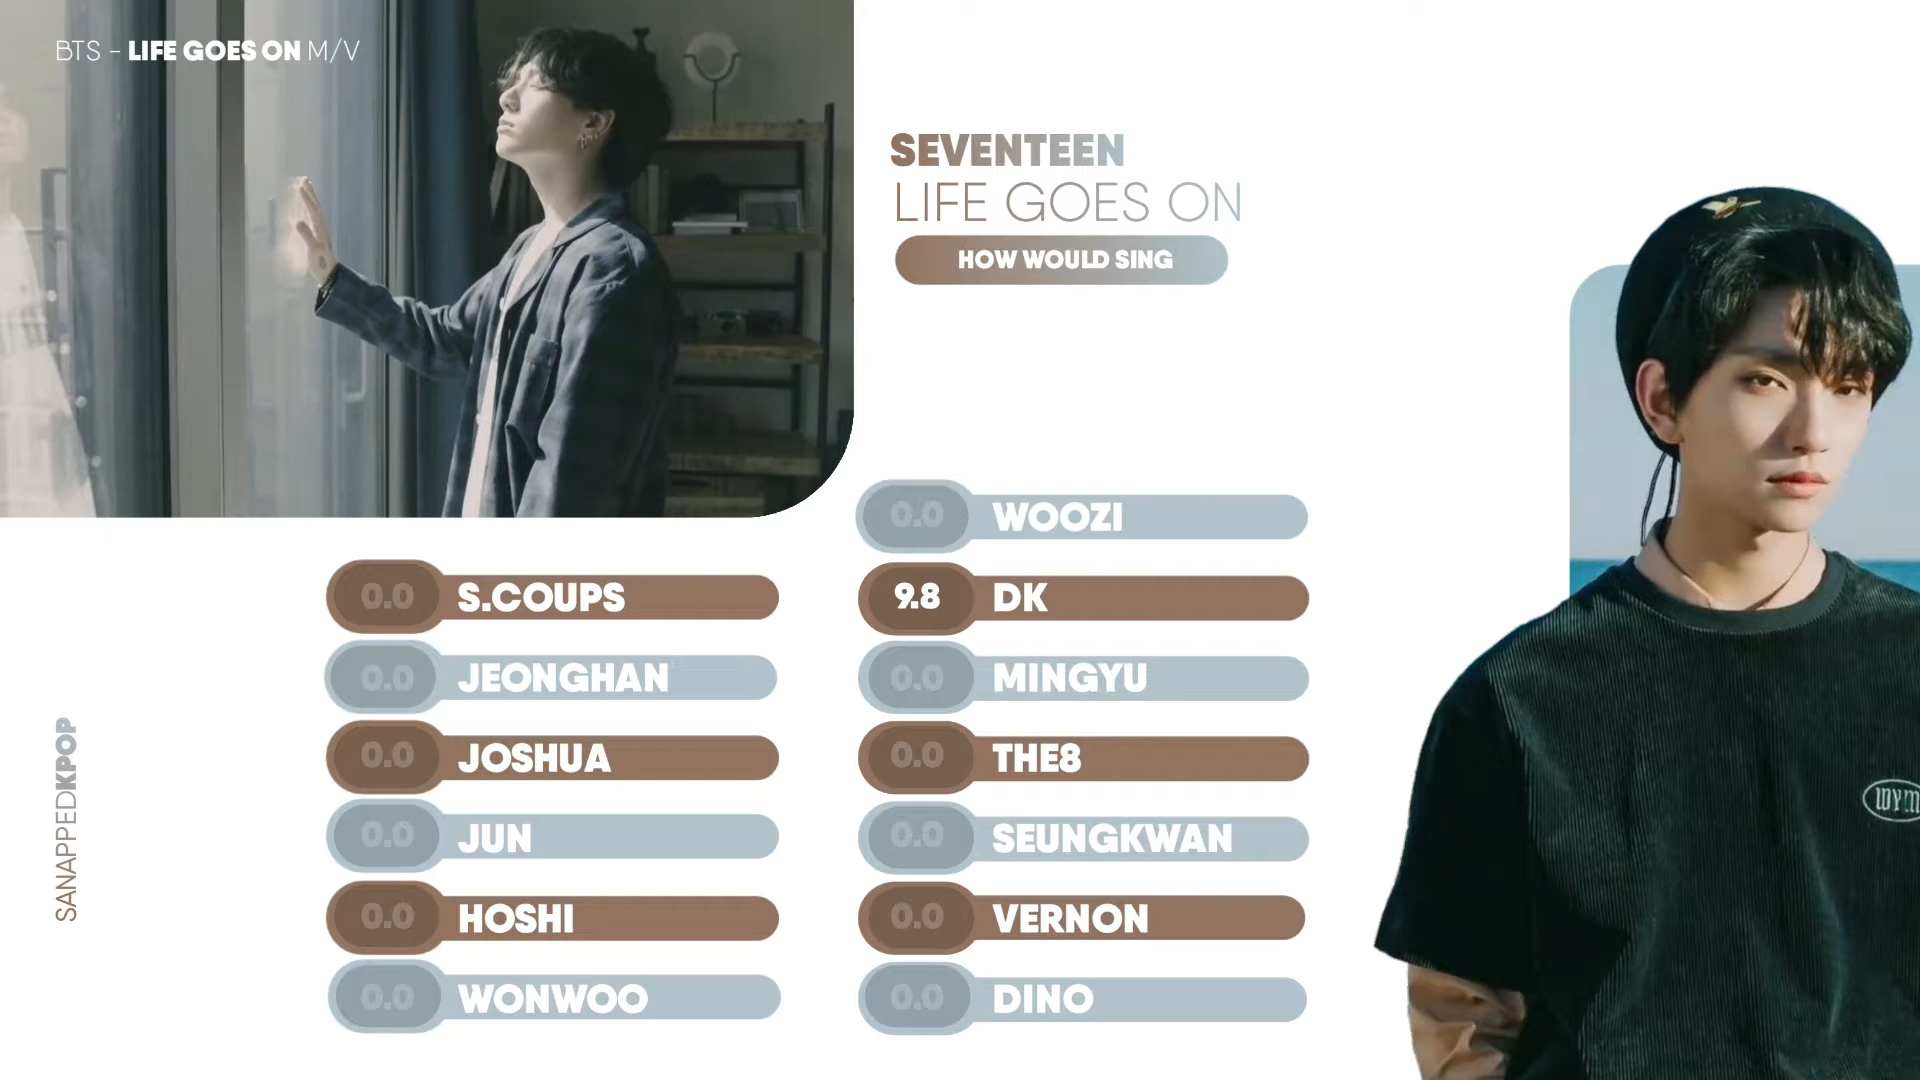 BTS - LIFE GOES ON M/V
SEVENTEEN
LIFE GOES ON
HOW WOULD SING
0.0 S.COUPS
0.0 JEONGHAN
0.0 JOSHUA
0.0 JUN
0.0 HOSHI
0.0 WONWOO
0.0 WOOZI
9.8 DK
0.0 MINGYU
0.0 THE8
0.0 SEUNGKWAN
0.0 VERNON
0.0 DINO
SANAPPEDKPOP